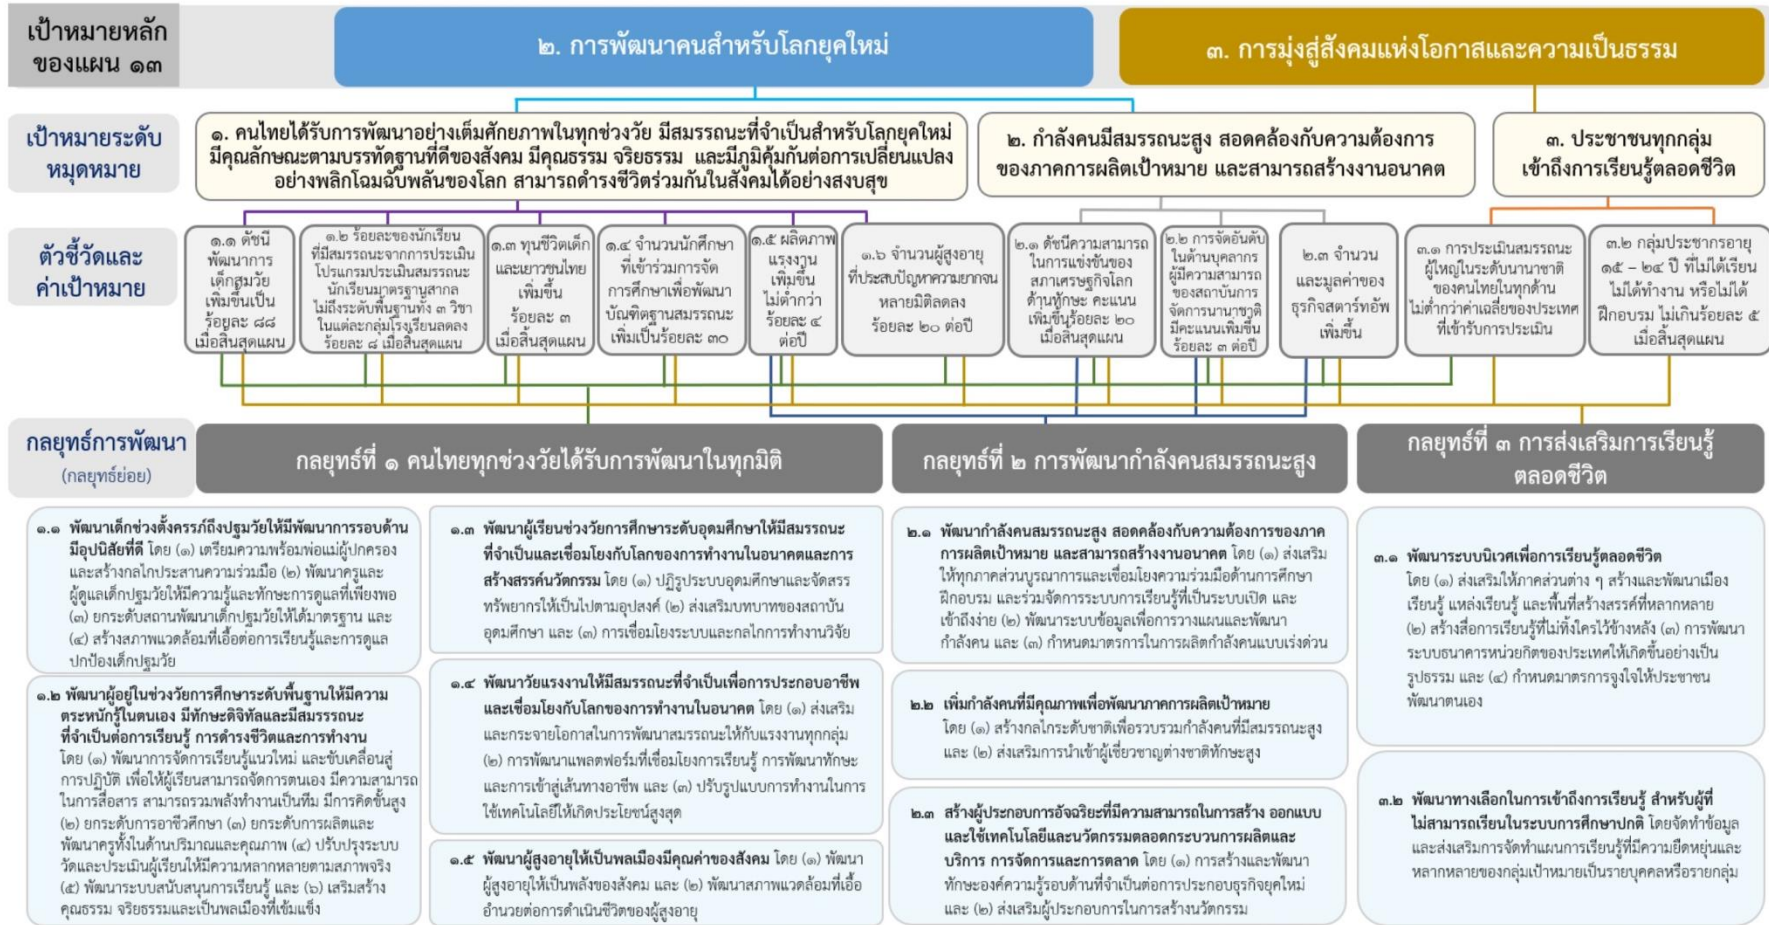 เป้าหมายหลัก
ของแผน ๑๓
๒. การพัฒนาคนสำหรับโลกยุคใหม่
๓. การมุ่งสู่สังคมแห่งโอกาสและความเป็นธรรม
เป้าหมายระดับ
หมุดหมาย
๑. คนไทยได้รับการพัฒนาอย่างเต็มศักยภาพในทุกช่วงวัย มีสมรรถนะที่จำเป็นสำหรับโลกยุคใหม่
มีคุณลักษณะตามบรรทัดฐานที่ดีของสังคม มีคุณธรรม จริยธรรม และมีภูมิคุ้มกันต่อการเปลี่ยนแปลง
อย่างพลิกโฉมฉับพลันของโลก สามารถดำรงชีวิตร่วมกันในสังคมได้อย่างสงบสุข
๒. กำลังคนมีสมรรถนะสูง สอดคล้องกับความต้องการ
ของภาคการผลิตเป้าหมาย และสามารถสร้างงานอนาคต
๓. ประชาชนทุกกลุ่ม
เข้าถึงการเรียนรู้ตลอดชีวิต
ตัวชี้วัดและ
ค่าเป้าหมาย
๑.๑ ดัชนี
พัฒนาการ
เด็กสมวัย
เพิ่มขึ้นเป็น
ร้อยละ ๘๘
เมื่อสิ้นสุดแผน
๑.๒ ร้อยละของนักเรียน
ที่มีสมรรถนะจากการประเมิน
โปรแกรมประเมินสมรรถนะ
นักเรียนมาตรฐานสากล
ไม่ถึงระดับพื้นฐานทั้ง ๓ วิชา
ในแต่ละกลุ่มโรงเรียนลดลง
ร้อยละ ๘ เมื่อสิ้นสุดแผน
๑.๓ ทุนชีวิตเด็ก
และเยาวชนไทย
เพิ่มขึ้น
ร้อยละ ๓
เมื่อสิ้นสุดแผน
๑.๔ จำนวนนักศึกษา
ที่เข้าร่วมการจัด
การศึกษาเพื่อพัฒนา
บัณฑิตฐานสมรรถนะ
เพิ่มเป็นร้อยละ ๓๐
๑.๕ ผลิตภาพ
แรงงาน
เพิ่มขึ้น
ไม่ต่ำกว่า
ร้อยละ ๔
ต่อปี
๑.๖ จำนวนผู้สูงอายุ
ที่ประสบปัญหาความยากจน
หลายมิติลดลง
ร้อยละ ๒๐ ต่อปี
๒.๑ ดัชนีความสามารถ
ในการแข่งขันของ
สภาเศรษฐกิจโลก
ด้านทักษะ คะแนน
เพิ่มขึ้นร้อยละ ๒๐
เมื่อสิ้นสุดแผน
๒.๒ การจัดอันดับ
ในด้านบุคลากร
ผู้มีความสามารถ
ของสถาบันการ
จัดการนานาชาติ
มีคะแนนเพิ่มขึ้น
ร้อยละ ๓ ต่อปี
๒.๓ จำนวน
และมูลค่าของ
ธุรกิจสตาร์ทอัพ
เพิ่มขึ้น
๓.๑ การประเมินสมรรถนะ
ผู้ใหญ่ในระดับนานาชาติ
ของคนไทยในทุกด้าน
ไม่ต่ำกว่าค่าเฉลี่ยของประเทศ
ที่เข้ารับการประเมิน
๓.๒ กลุ่มประชากรอายุ
๑๕ – ๒๔ ปี ที่ไม่ได้เรียน
ไม่ได้ทำงาน หรือไม่ได้
ฝึกอบรม ไม่เกินร้อยละ ๕
เมื่อสิ้นสุดแผน
กลยุทธ์การพัฒนา
(กลยุทธ์ย่อย)
กลยุทธ์ที่ ๑ คนไทยทุกช่วงวัยได้รับการพัฒนาในทุกมิติ
กลยุทธ์ที่ ๒ การพัฒนากำลังคนสมรรถนะสูง
กลยุทธ์ที่ ๓ การส่งเสริมการเรียนรู้
ตลอดชีวิต
๑.๑ พัฒนาเด็กช่วงตั้งครรภ์ถึงปฐมวัยให้มีพัฒนาการรอบด้าน
มีอุปนิสัยที่ดี โดย (๑) เตรียมความพร้อมพ่อแม่ผู้ปกครอง
และสร้างกลไกประสานความร่วมมือ (๒) พัฒนาครูและ
ผู้ดูแลเด็กปฐมวัยให้มีความรู้และทักษะการดูแลที่เพียงพอ
(๓) ยกระดับสถานพัฒนาเด็กปฐมวัยให้ได้มาตรฐาน และ
(๔) สร้างสภาพแวดล้อมที่เอื้อต่อการเรียนรู้และการดูแล
ปกป้องเด็กปฐมวัย
๑.๒ พัฒนาผู้อยู่ในช่วงวัยการศึกษาระดับพื้นฐานให้มีความ
ตระหนักรู้ในตนเอง มีทักษะดิจิทัลและมีสมรรรถนะ
ที่จำเป็นต่อการเรียนรู้ การดำรงชีวิตและการทำงาน
โดย (๑) พัฒนาการจัดการเรียนรู้แนวใหม่ และขับเคลื่อนสู่
การปฏิบัติ เพื่อให้ผู้เรียนสามารถจัดการตนเอง มีความสามารถ
ในการสื่อสาร สามารถรวมพลังทำงานเป็นทีม มีการคิดขั้นสูง
(๒) ยกระดับการอาชีวศึกษา (๓) ยกระดับการผลิตและ
พัฒนาครูทั้งในด้านปริมาณและคุณภาพ (๔) ปรับปรุงระบบ
วัดและประเมินผู้เรียนให้มีความหลากหลายตามสภาพจริง
(๕) พัฒนาระบบสนับสนุนการเรียนรู้ และ (๖) เสริมสร้าง
คุณธรรม จริยธรรมและเป็นพลเมืองที่เข้มแข็ง
๑.๓ พัฒนาผู้เรียนช่วงวัยการศึกษาระดับอุดมศึกษาให้มีสมรรถนะ
ที่จำเป็นและเชื่อมโยงกับโลกของการทำงานในอนาคตและการ
สร้างสรรค์นวัตกรรม โดย (๑) ปฏิรูประบบอุดมศึกษาและจัดสรร
ทรัพยากรให้เป็นไปตามอุปสงค์ (๒) ส่งเสริมบทบาทของสถาบัน
อุดมศึกษา และ (๓) การเชื่อมโยงระบบและกลไกการทำงานวิจัย
๑.๔ พัฒนาวัยแรงงานให้มีสมรรถนะที่จำเป็นเพื่อการประกอบอาชีพ
และเชื่อมโยงกับโลกของการทำงานในอนาคต โดย (๑) ส่งเสริม
และกระจายโอกาสในการพัฒนาสมรรถนะให้กับแรงงานทุกกลุ่ม
(๒) การพัฒนาแพลตฟอร์มที่เชื่อมโยงการเรียนรู้ การพัฒนาทักษะ
และการเข้าสู่เส้นทางอาชีพ และ (๓) ปรับรูปแบบการทำงานในการ
ใช้เทคโนโลยีให้เกิดประโยชน์สูงสุด
๑.๕ พัฒนาผู้สูงอายุให้เป็นพลเมืองมีคุณค่าของสังคม โดย (๑) พัฒนา
ผู้สูงอายุให้เป็นพลังของสังคม และ (๒) พัฒนาสภาพแวดล้อมที่เอื้อ
อำนวยต่อการดำเนินชีวิตของผู้สูงอายุ
๒.๑ พัฒนากำลังคนสมรรถนะสูง สอดคล้องกับความต้องการของภาค
การผลิตเป้าหมาย และสามารถสร้างงานอนาคต โดย (๑) ส่งเสริม
ให้ทุกภาคส่วนบูรณาการและเชื่อมโยงความร่วมมือด้านการศึกษา
ฝึกอบรม และร่วมจัดการระบบการเรียนรู้ที่เป็นระบบเปิด และ
เข้าถึงง่าย (๒) พัฒนาระบบข้อมูลเพื่อการวางแผนและพัฒนา
กำลังคน และ (๓) กำหนดมาตรการในการผลิตกำลังคนแบบเร่งด่วน
๒.๒ เพิ่มกำลังคนที่มีคุณภาพเพื่อพัฒนาภาคการผลิตเป้าหมาย
โดย (๑) สร้างกลไกระดับชาติเพื่อรวบรวมกำลังคนที่มีสมรรถนะสูง
และ (๒) ส่งเสริมการนำเข้าผู้เชี่ยวชาญต่างชาติทักษะสูง
๒.๓ สร้างผู้ประกอบการอัจฉริยะที่มีความสามารถในการสร้าง ออกแบบ
และใช้เทคโนโลยีและนวัตกรรมตลอดกระบวนการผลิตและ
บริการ การจัดการและการตลาด โดย (๑) การสร้างและพัฒนา
ทักษะองค์ความรู้รอบด้านที่จำเป็นต่อการประกอบธุรกิจยุคใหม่
และ (๒) ส่งเสริมผู้ประกอบการในการสร้างนวัตกรรม
๓.๑ พัฒนาระบบนิเวศเพื่อการเรียนรู้ตลอดชีวิต
โดย (๑) ส่งเสริมให้ภาคส่วนต่าง ๆ สร้างและพัฒนาเมือง
เรียนรู้ แหล่งเรียนรู้ และพื้นที่สร้างสรรค์ที่หลากหลาย
(๒) สร้างสื่อการเรียนรู้ที่ไม่ทิ้งใครไว้ข้างหลัง (๓) การพัฒนา
ระบบธนาคารหน่วยกิตของประเทศให้เกิดขึ้นอย่างเป็น
รูปธรรม และ (๔) กำหนดมาตรการจูงใจให้ประชาชน
พัฒนาตนเอง
๓.๒ พัฒนาทางเลือกในการเข้าถึงการเรียนรู้ สำหรับผู้ที่
ไม่สามารถเรียนในระบบการศึกษาปกติ โดยจัดทำข้อมูล
และส่งเสริมการจัดทำแผนการเรียนรู้ที่มีความยืดหยุ่นและ
หลากหลายของกลุ่มเป้าหมายเป็นรายบุคคลหรือรายกลุ่ม